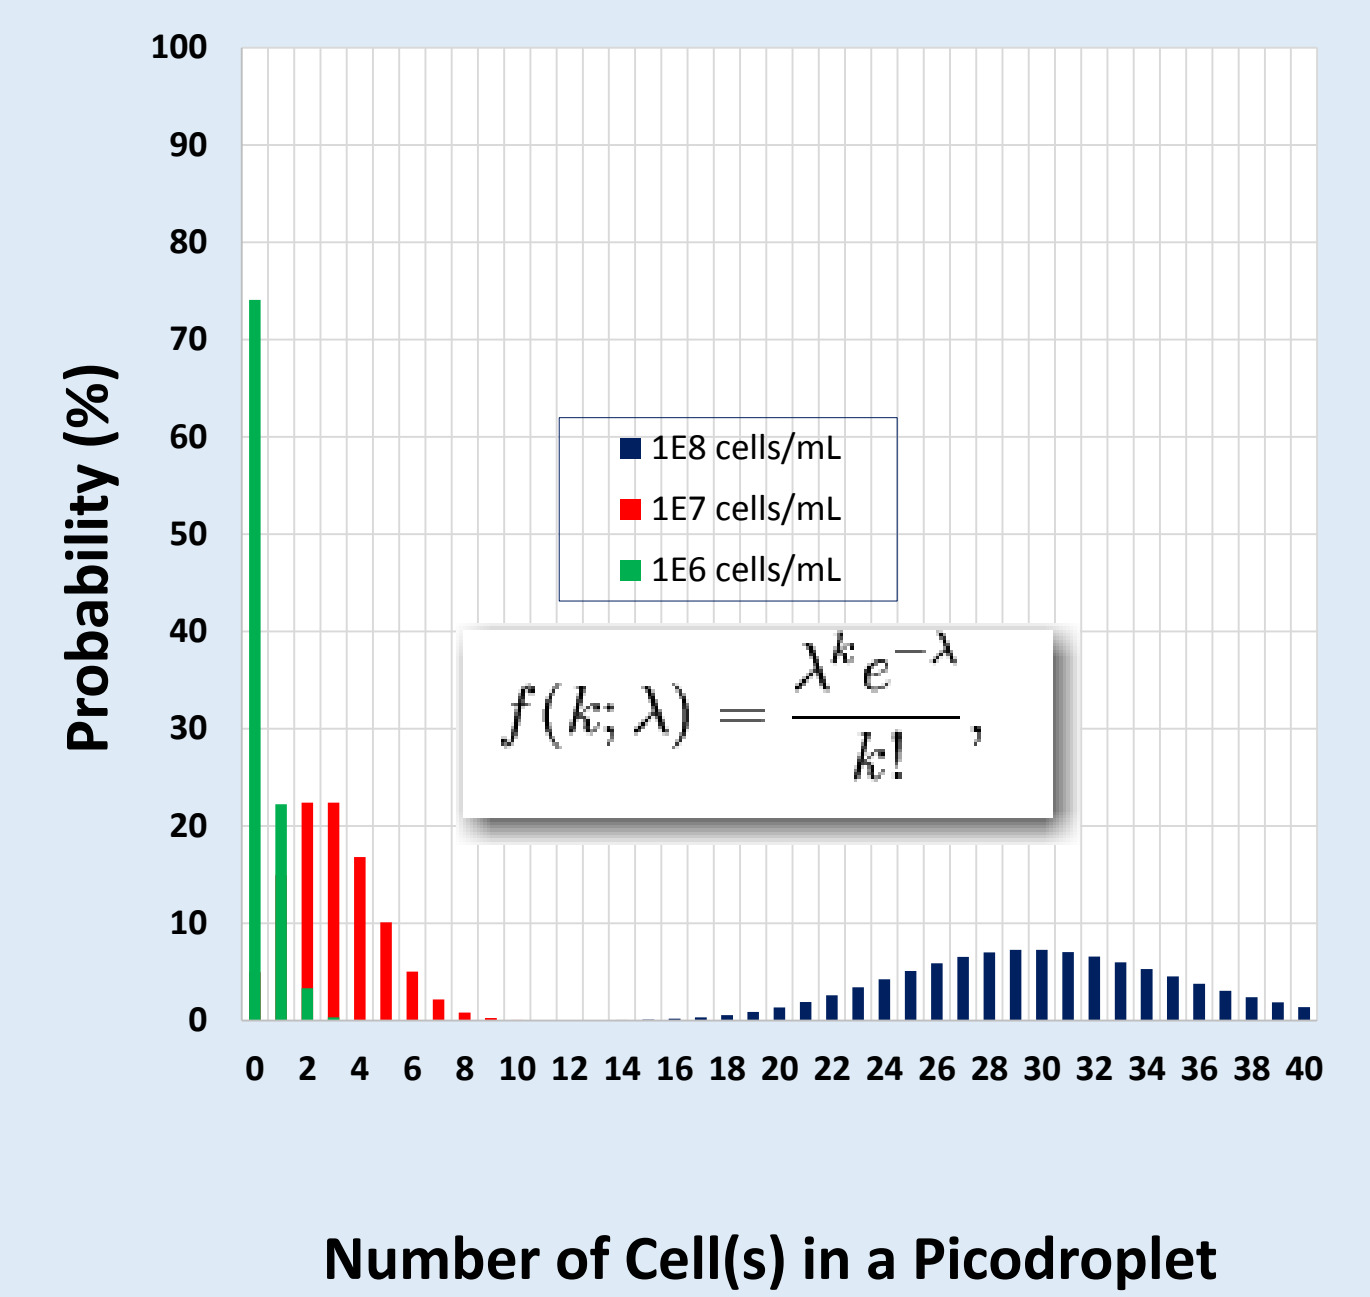 100
90
80
70
60
50
40
30
20
10
0
Probability (%)
1E8 cells/mL
1E7 cells/mL
1E6 cells/mL
f(k; λ) = λ^k e^{−λ} / k! ,
0 2 4 6 8 10 12 14 16 18 20 22 24 26 28 30 32 34 36 38 40
Number of Cell(s) in a Picodroplet